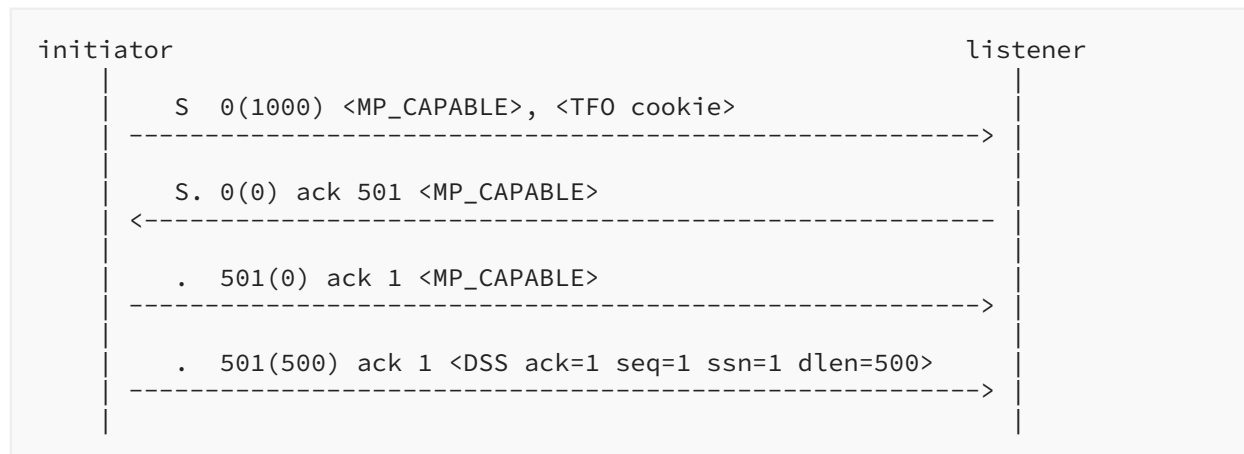 initiator listener
S 0(1000) <MP_CAPABLE>, <TFO cookie>
S. 0(0) ack 501 <MP_CAPABLE>
. 501(0) ack 1 <MP_CAPABLE>
. 501(500) ack 1 <DSS ack=1 seq=1 ssn=1 dlen=500>